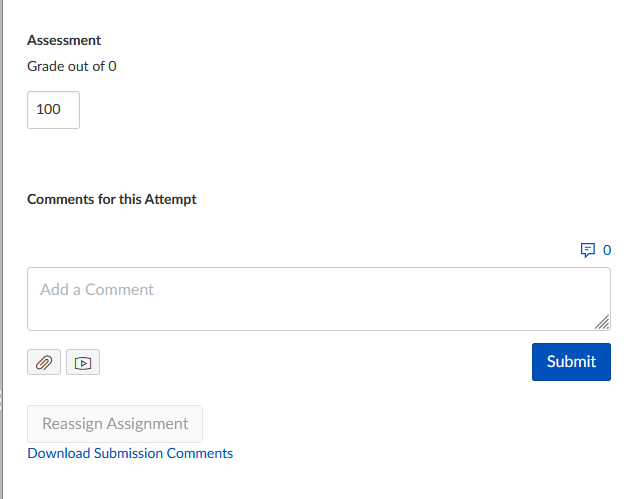 Assessment
Grade out of 0
100
Comments for this Attempt
0
Add a Comment
Submit
Reassign Assignment
Download Submission Comments